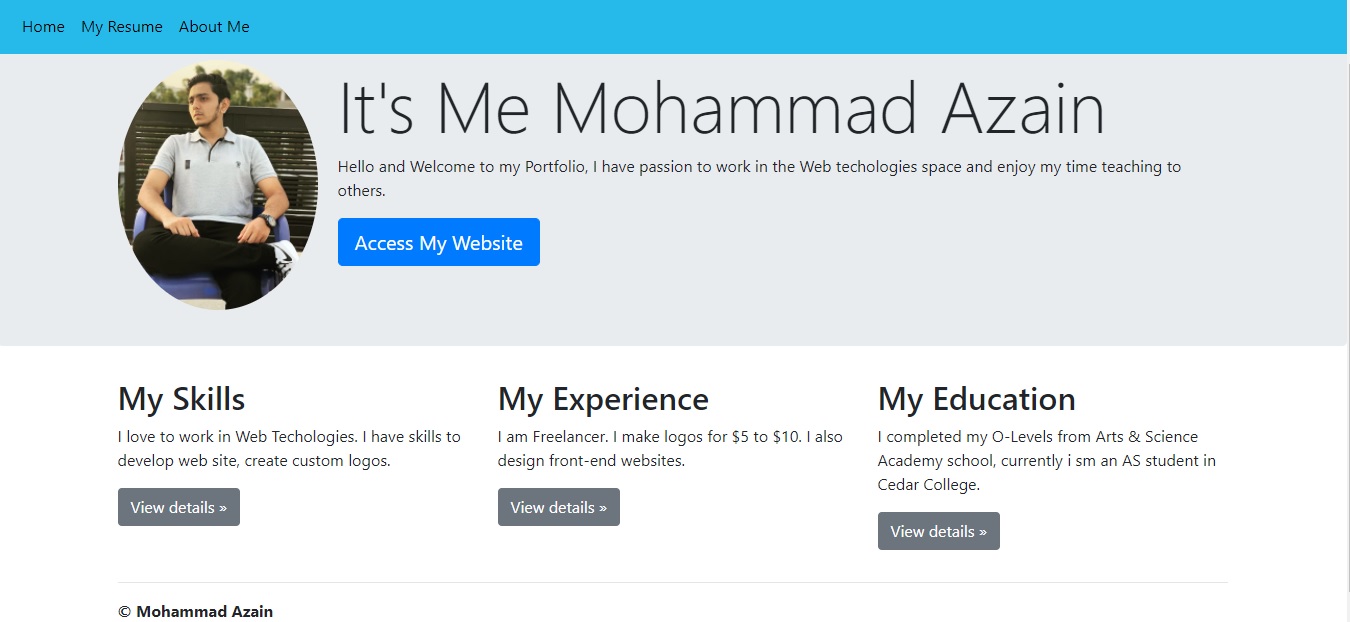 Home My Resume About Me
It's Me Mohammad Azain
Hello and Welcome to my Portfolio, I have passion to work in the Web techologies space and enjoy my time teaching to
others.
Access My Website
My Skills
I love to work in Web Techologies. I have skills to
develop web site, create custom logos.
View details »
My Experience
I am Freelancer. I make logos for $5 to $10. I also
design front-end websites.
View details »
My Education
I completed my O-Levels from Arts & Science
Academy school, currently i sm an AS student in
Cedar College.
View details »
© Mohammad Azain